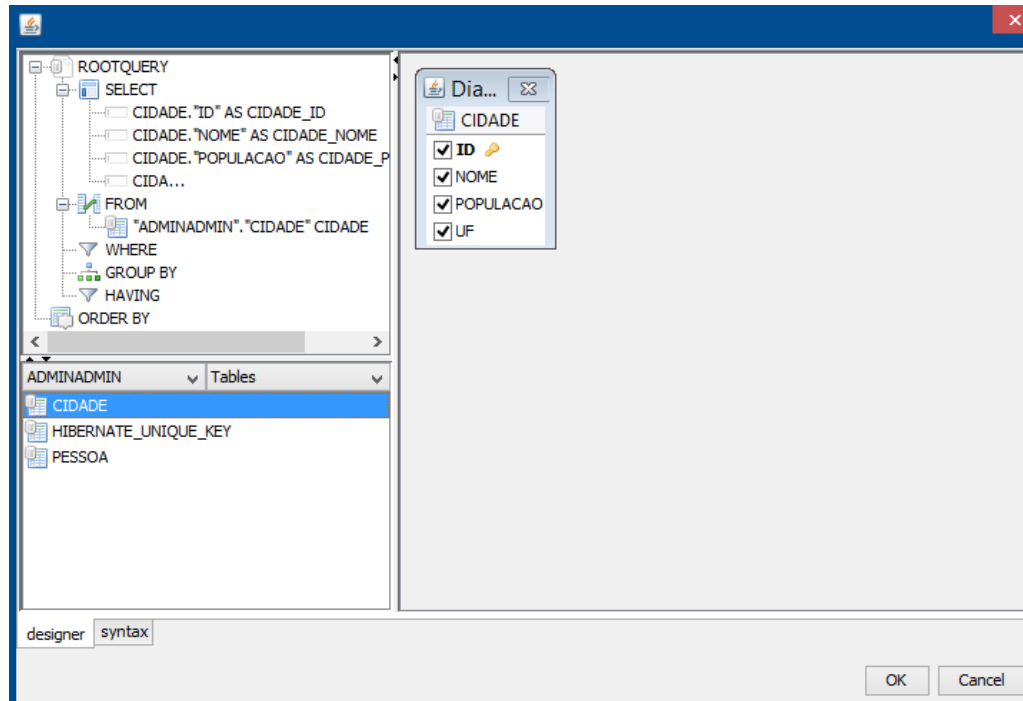 ROOTQUERY
SELECT
CIDADE."ID" AS CIDADE_ID
CIDADE."NOME" AS CIDADE_NOME
CIDADE."POPULACAO" AS CIDADE_P
CIDA...
FROM
"ADMINADMIN"."CIDADE" CIDADE
WHERE
GROUP BY
HAVING
ORDER BY
ADMINADMIN Tables
CIDADE
HIBERNATE_UNIQUE_KEY
PESSOA
Dia...
CIDADE
ID
NOME
POPULACAO
UF
designer syntax
OK Cancel